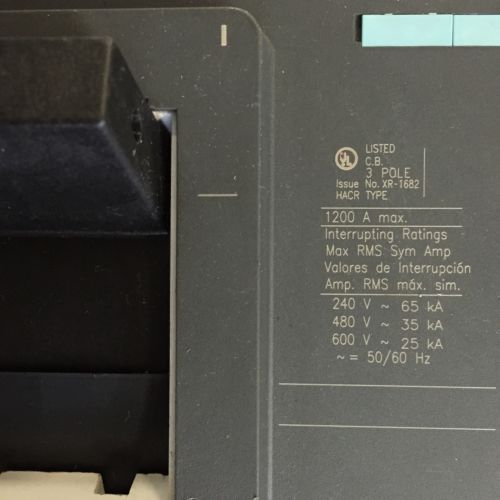 UL
LISTED
C.B.
3 POLE
Issue No. XR-1682
HACR TYPE
1200 A max.
Interrupting Ratings
Max RMS Sym Amp
Valores de Interrupción
Amp. RMS máx. sim.
240 V ~ 65 kA
480 V ~ 35 kA
600 V ~ 25 kA
~ = 50/60 Hz